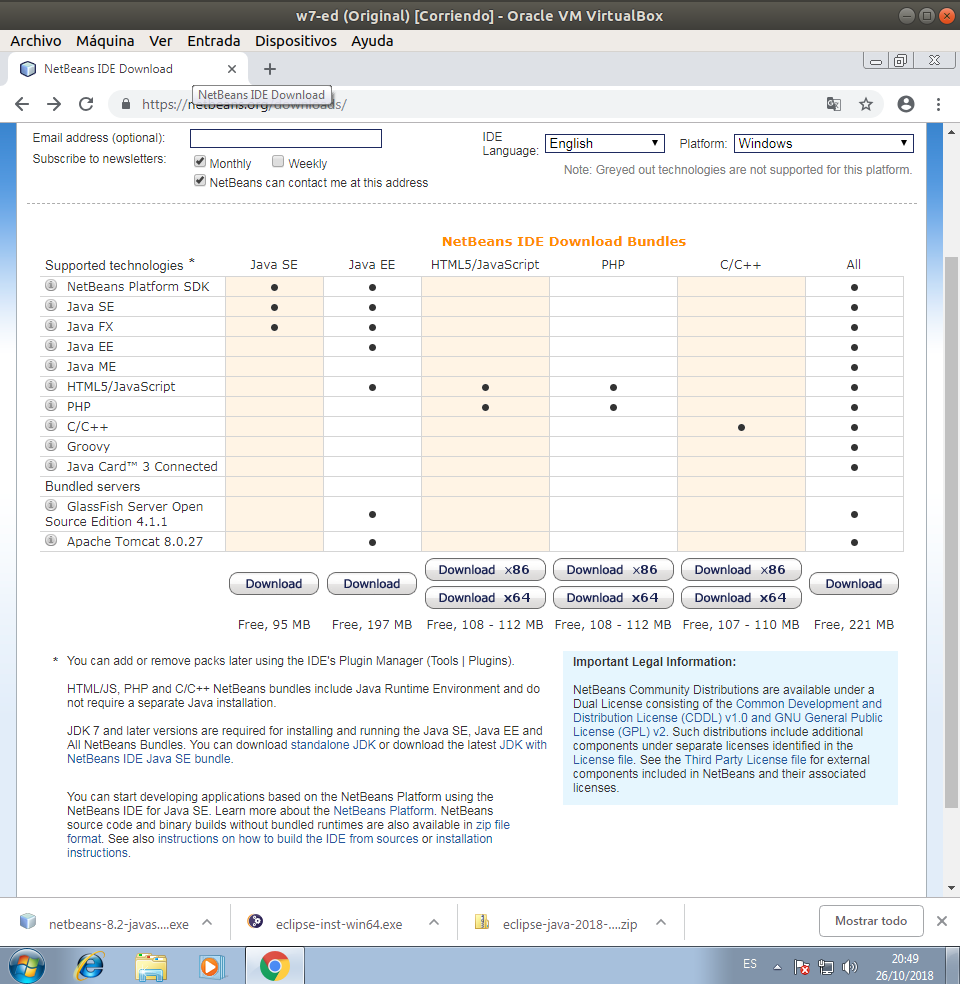 w7-ed (Original) [Corriendo] - Oracle VM VirtualBox
Archivo Máquina Ver Entrada Dispositivos Ayuda
NetBeans IDE Download
NetBeans IDE Download
https://netbeans.org/downloads/
Email address (optional):
IDE Language: English Platform: Windows
Subscribe to newsletters: Monthly Weekly
Note: Greyed out technologies are not supported for this platform.
NetBeans can contact me at this address
NetBeans IDE Download Bundles
Supported technologies * Java SE Java EE HTML5/JavaScript PHP C/C++ All
NetBeans Platform SDK • • •
Java SE • • •
Java FX • • •
Java EE • •
Java ME •
HTML5/JavaScript • • • •
PHP • • •
C/C++ • •
Groovy •
Java Card™ 3 Connected •
Bundled servers
GlassFish Server Open
Source Edition 4.1.1 • •
Apache Tomcat 8.0.27 • •
Download x86 Download x86 Download x86
Download Download Download
Download x64 Download x64 Download x64
Free, 95 MB Free, 197 MB Free, 108 - 112 MB Free, 108 - 112 MB Free, 107 - 110 MB Free, 221 MB
* You can add or remove packs later using the IDE's Plugin Manager (Tools | Plugins).
HTML/JS, PHP and C/C++ NetBeans bundles include Java Runtime Environment and do
not require a separate Java installation.
JDK 7 and later versions are required for installing and running the Java SE, Java EE and
All NetBeans Bundles. You can download standalone JDK or download the latest JDK with
NetBeans IDE Java SE bundle.
You can start developing applications based on the NetBeans Platform using the
NetBeans IDE for Java SE. Learn more about the NetBeans Platform. NetBeans
source code and binary builds without bundled runtimes are also available in zip file
format. See also instructions on how to build the IDE from sources or installation
instructions.
Important Legal Information:
NetBeans Community Distributions are available under a
Dual License consisting of the Common Development and
Distribution License (CDDL) v1.0 and GNU General Public
License (GPL) v2. Such distributions include additional
components under separate licenses identified in the
License file. See the Third Party License file for external
components included in NetBeans and their associated
licenses.
netbeans-8.2-javas....exe eclipse-inst-win64.exe eclipse-java-2018-....zip Mostrar todo
ES 20:49
26/10/2018